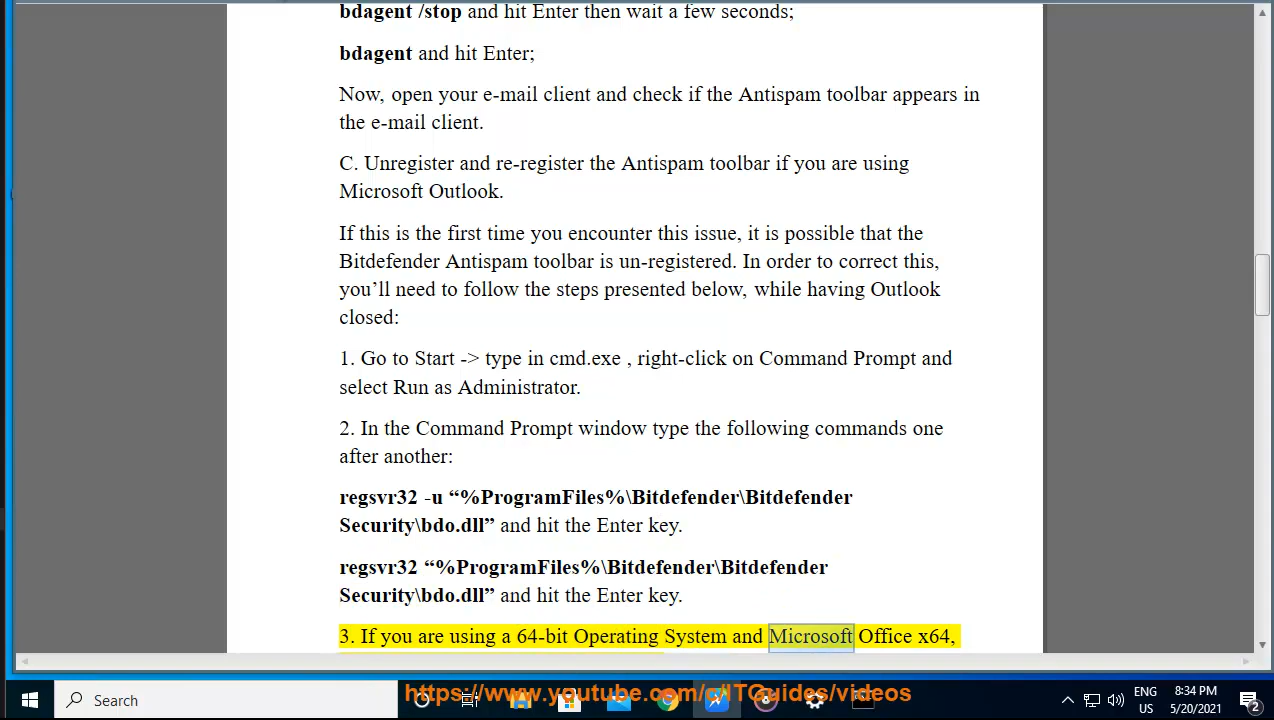 bdagent /stop and hit Enter then wait a few seconds;
bdagent and hit Enter;
Now, open your e-mail client and check if the Antispam toolbar appears in
the e-mail client.
C. Unregister and re-register the Antispam toolbar if you are using
Microsoft Outlook.
If this is the first time you encounter this issue, it is possible that the
Bitdefender Antispam toolbar is un-registered. In order to correct this,
you’ll need to follow the steps presented below, while having Outlook
closed:
1. Go to Start -> type in cmd.exe , right-click on Command Prompt and
select Run as Administrator.
2. In the Command Prompt window type the following commands one
after another:
regsvr32 -u “%ProgramFiles%\Bitdefender\Bitdefender
Security\bdo.dll” and hit the Enter key.
regsvr32 “%ProgramFiles%\Bitdefender\Bitdefender
Security\bdo.dll” and hit the Enter key.
3. If you are using a 64-bit Operating System and Microsoft Office x64,
https://www.youtube.com/c/ITGuides/videos
Search
ENG
US
8:34 PM
5/20/2021
2